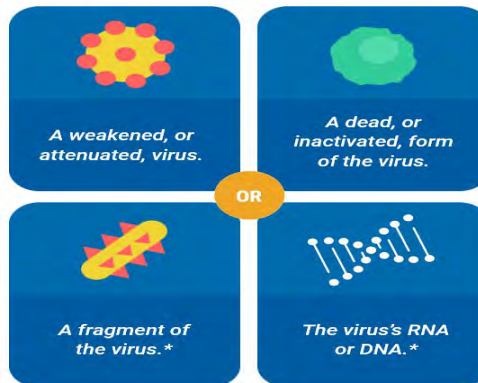 A weakened, or
attenuated, virus.
A dead, or
inactivated, form
of the virus.
OR
A fragment of
the virus.*
The virus's RNA
or DNA.*